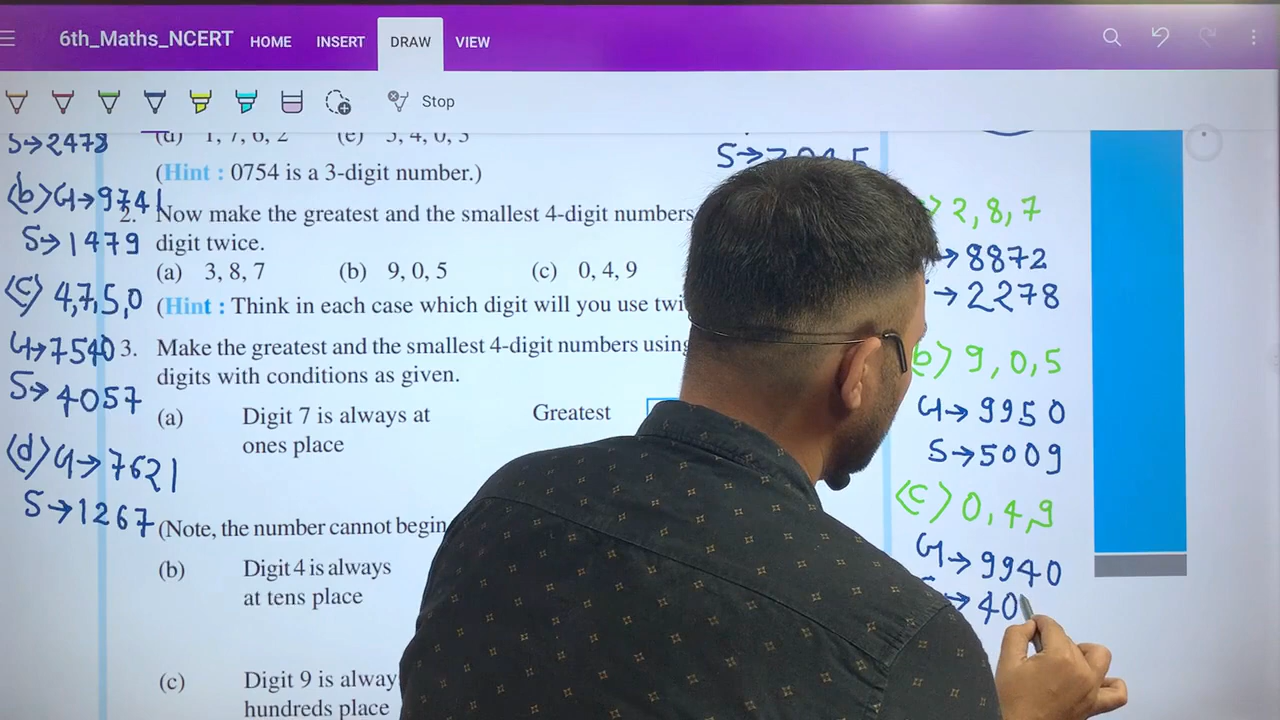 6th_Maths_NCERT HOME INSERT DRAW VIEW
Stop
S→2478
(d) 1, 7, 6, 2 (e) 5, 4, 0, 3
(Hint : 0754 is a 3-digit number.)
(b) G→9741
S→1479
2. Now make the greatest and the smallest 4-digit numbers
digit twice.
(a) 3, 8, 7 (b) 9, 0, 5 (c) 0, 4, 9
(Hint : Think in each case which digit will you use twi
(c) 4,7,5,0
G→7540
S→4057
3. Make the greatest and the smallest 4-digit numbers using
digits with conditions as given.
(a) Digit 7 is always at Greatest
ones place
(d) G→7621
S→1267
(Note, the number cannot begin
(b) Digit 4 is always
at tens place
(c) Digit 9 is alway
hundreds place
2, 8, 7
→8872
→2278
b) 9, 0, 5
G→9950
S→5009
(c) 0, 4, 9
G→9940
→40